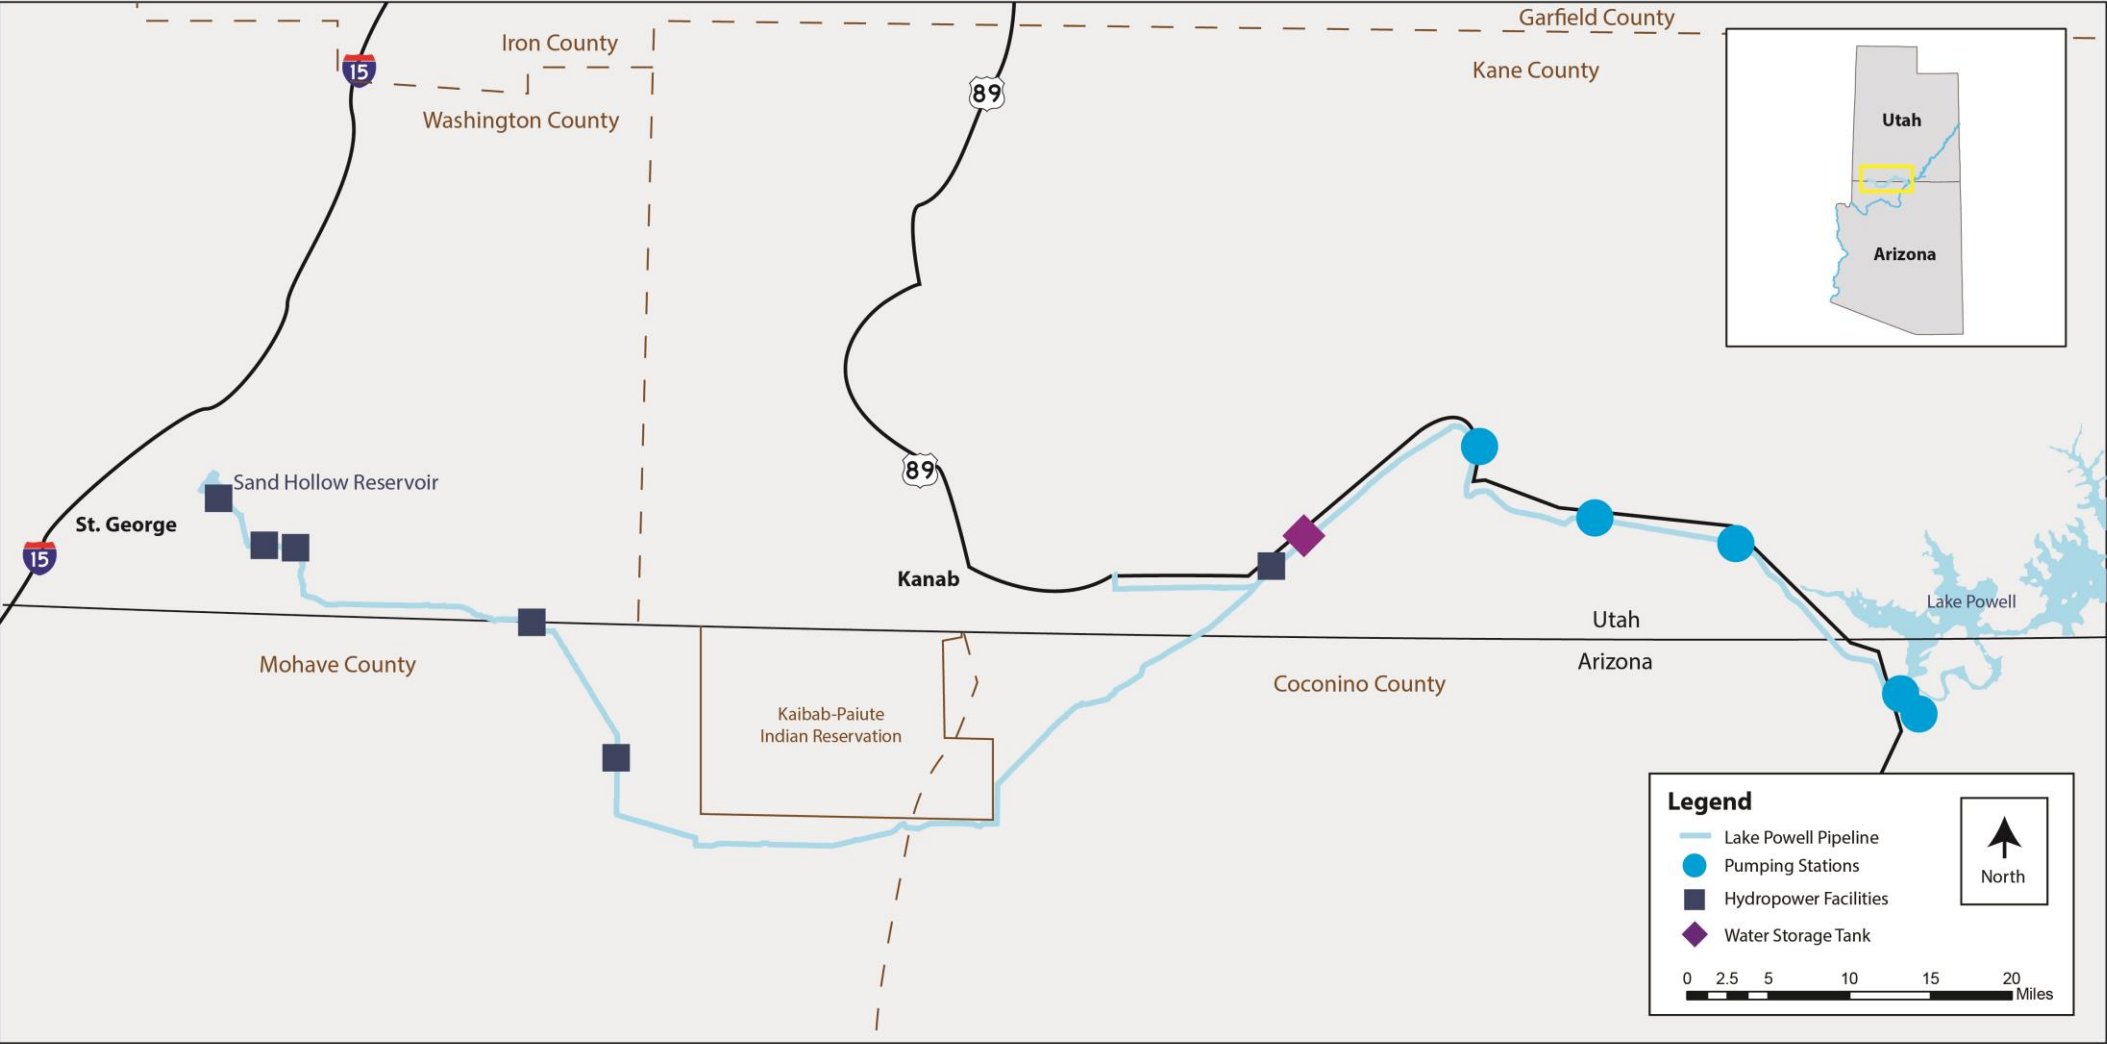 Garfield County
Iron County
15
Kane County
89
Washington County
Utah
Arizona
89
Sand Hollow Reservoir
St. George
15
Kanab
Lake Powell
Utah
Mohave County
Arizona
Coconino County
Kaibab-Paiute
Indian Reservation
Legend
Lake Powell Pipeline
Pumping Stations
Hydropower Facilities
Water Storage Tank
North
0 2.5 5 10 15 20
Miles